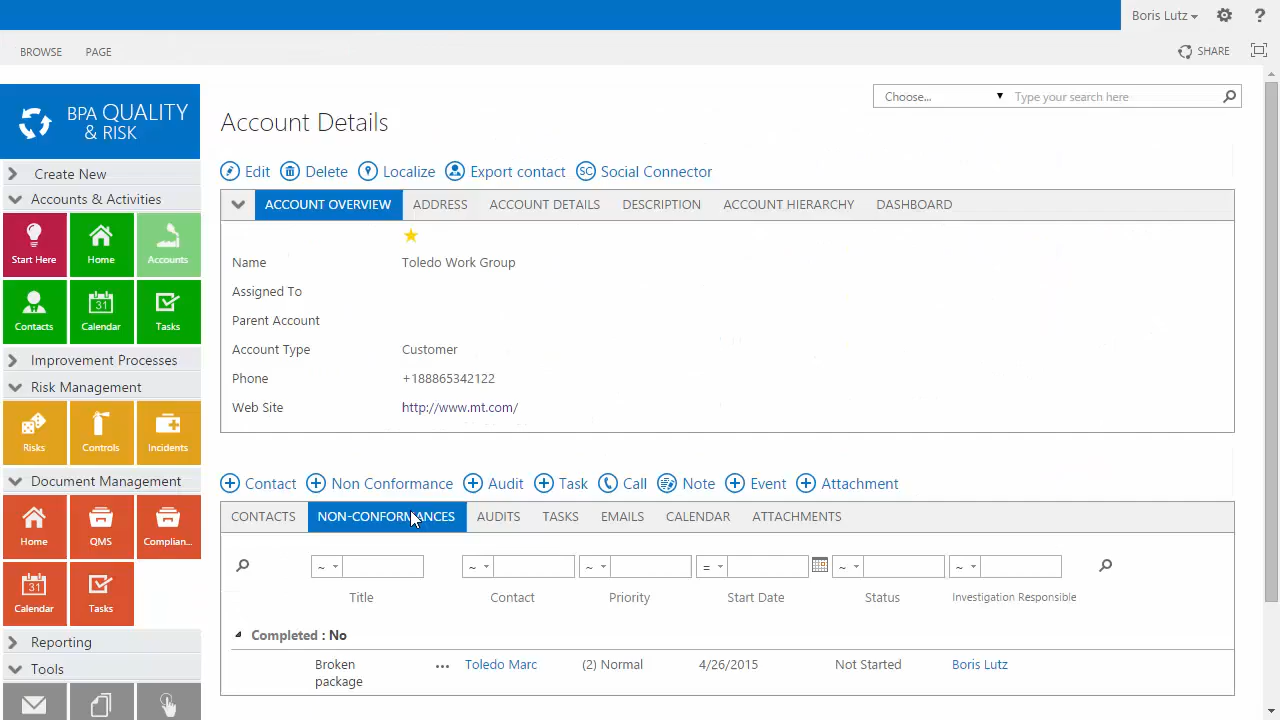 Boris Lutz
?
BROWSE PAGE
SHARE
BPA QUALITY
& RISK
Choose...
Type your search here
Account Details
Edit Delete Localize Export contact SC Social Connector
ACCOUNT OVERVIEW ADDRESS ACCOUNT DETAILS DESCRIPTION ACCOUNT HIERARCHY DASHBOARD
Name Toledo Work Group
Assigned To
Parent Account
Account Type Customer
Phone +188865342122
Web Site http://www.mt.com/
Create New
Accounts & Activities
Start Here Home Accounts
31
Contacts Calendar Tasks
Improvement Processes
Risk Management
Risks Controls Incidents
Document Management
Home QMS Complian...
31
Calendar Tasks
Reporting
Tools
Contact Non Conformance Audit Task Call Note Event Attachment
CONTACTS NON-CONFORMANCES AUDITS TASKS EMAILS CALENDAR ATTACHMENTS
~ ~ ~ = ~ ~
Title Contact Priority Start Date Status Investigation Responsible
Completed : No
Broken ... Toledo Marc (2) Normal 4/26/2015 Not Started Boris Lutz
package